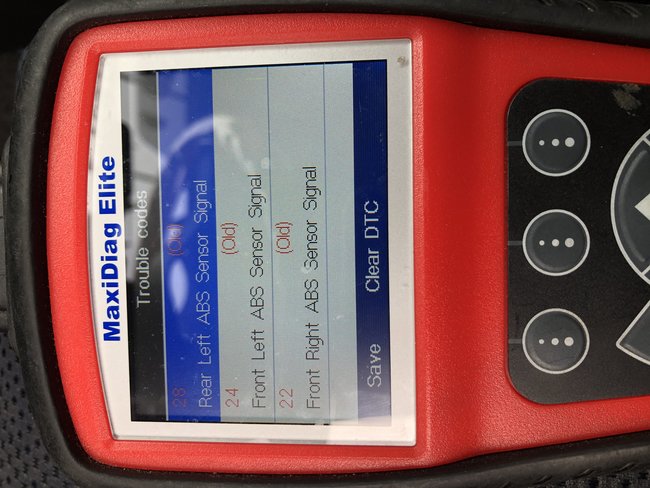 MaxiDiag Elite
Trouble codes
28 (Old)
Rear Left ABS Sensor Signal
24 (Old)
Front Left ABS Sensor Signal
22 (Old)
Front Right ABS Sensor Signal
Save Clear DTC